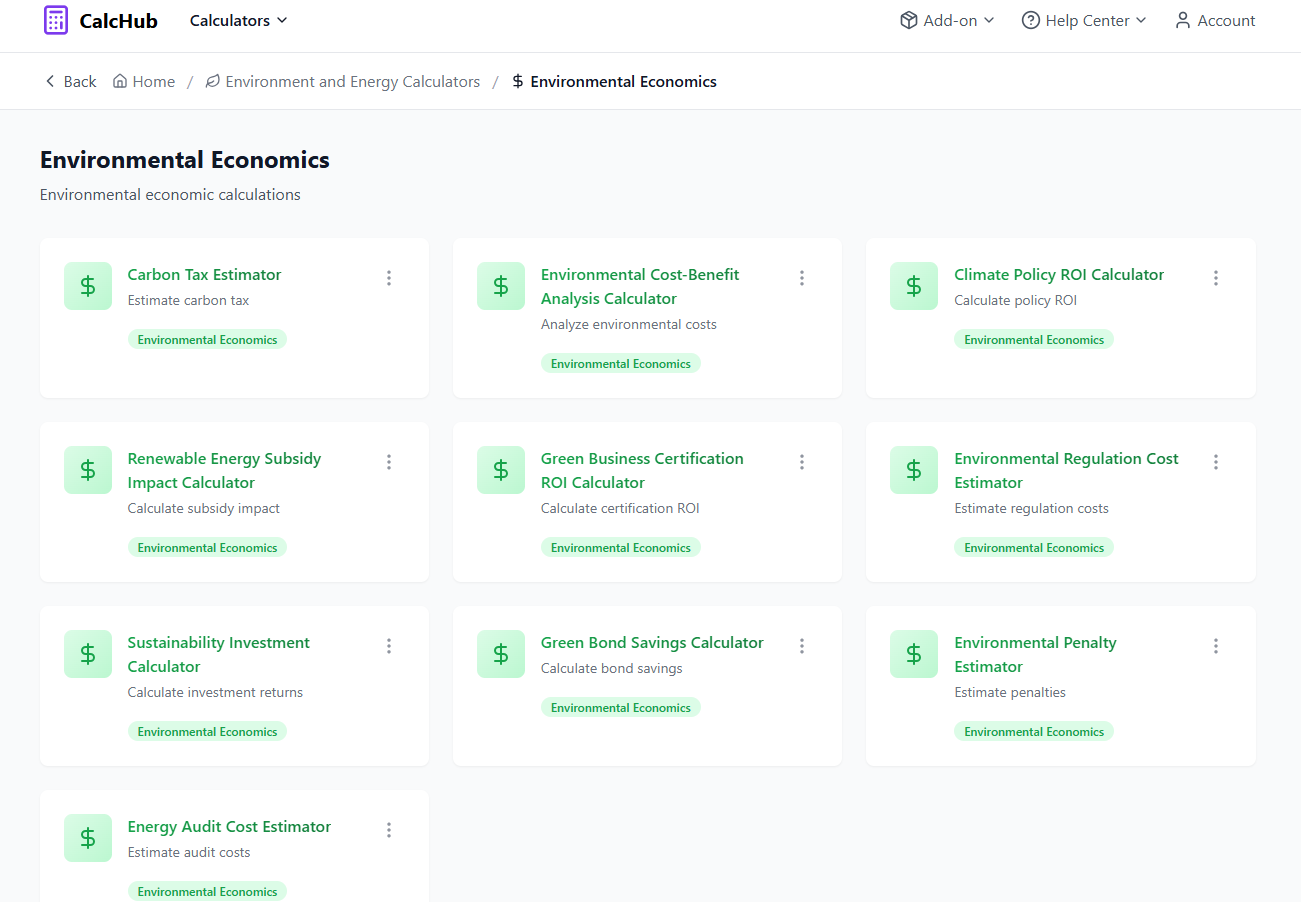 CalcHub
Calculators
Add-on
Help Center
Account
Back
Home / Environment and Energy Calculators / Environmental Economics
Environmental Economics
Environmental economic calculations
Carbon Tax Estimator
Estimate carbon tax
Environmental Economics
Environmental Cost-Benefit
Analysis Calculator
Analyze environmental costs
Environmental Economics
Climate Policy ROI Calculator
Calculate policy ROI
Environmental Economics
Renewable Energy Subsidy
Impact Calculator
Calculate subsidy impact
Environmental Economics
Green Business Certification
ROI Calculator
Calculate certification ROI
Environmental Economics
Environmental Regulation Cost
Estimator
Estimate regulation costs
Environmental Economics
Sustainability Investment
Calculator
Calculate investment returns
Environmental Economics
Green Bond Savings Calculator
Calculate bond savings
Environmental Economics
Environmental Penalty
Estimator
Estimate penalties
Environmental Economics
Energy Audit Cost Estimator
Estimate audit costs
Environmental Economics